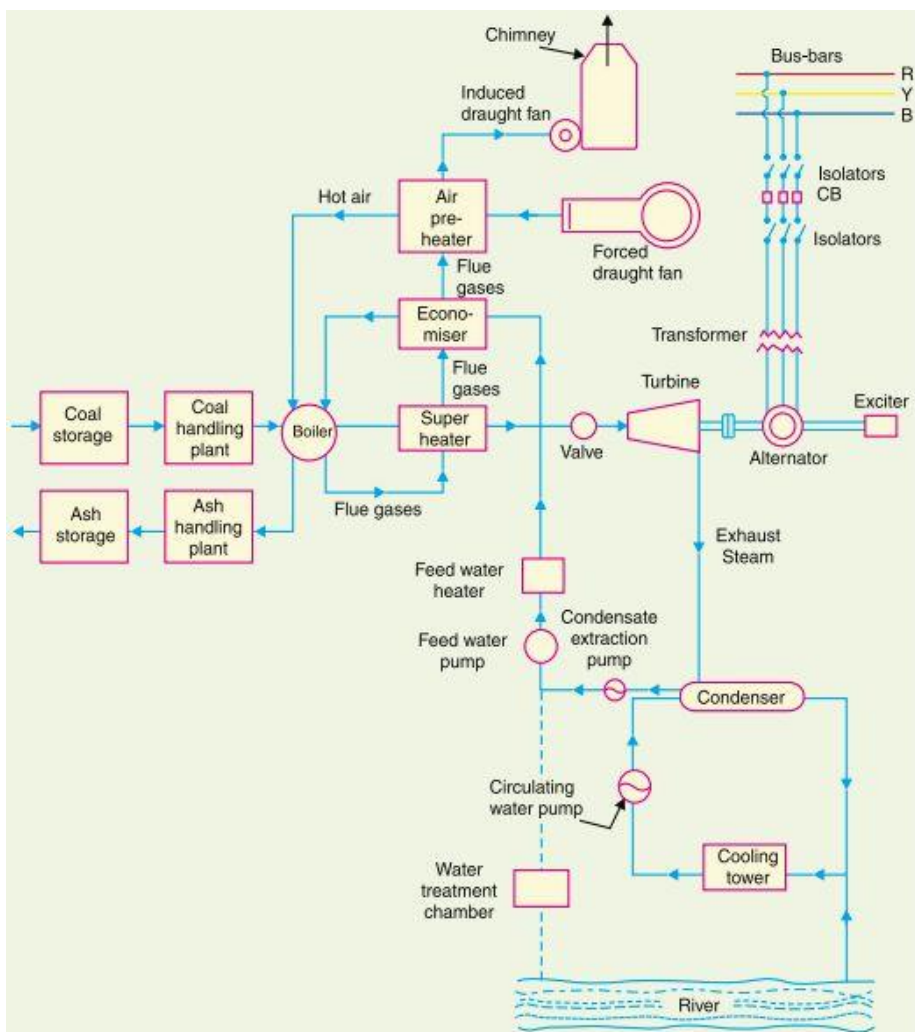 Chimney
Bus-bars
R
Y
B
Induced
draught fan
Isolators
CB
Isolators
Hot air
Air
pre-
heater
Forced
draught fan
Flue
gases
Econo-
miser
Transformer
Flue
gases
Turbine
Coal
storage
Coal
handling
plant
Boiler
Super
heater
Valve
Alternator
Exciter
Ash
storage
Ash
handling
plant
Flue gases
Exhaust
Steam
Feed water
heater
Condensate
extraction
pump
Feed water
pump
Condenser
Circulating
water pump
Cooling
tower
Water
treatment
chamber
River